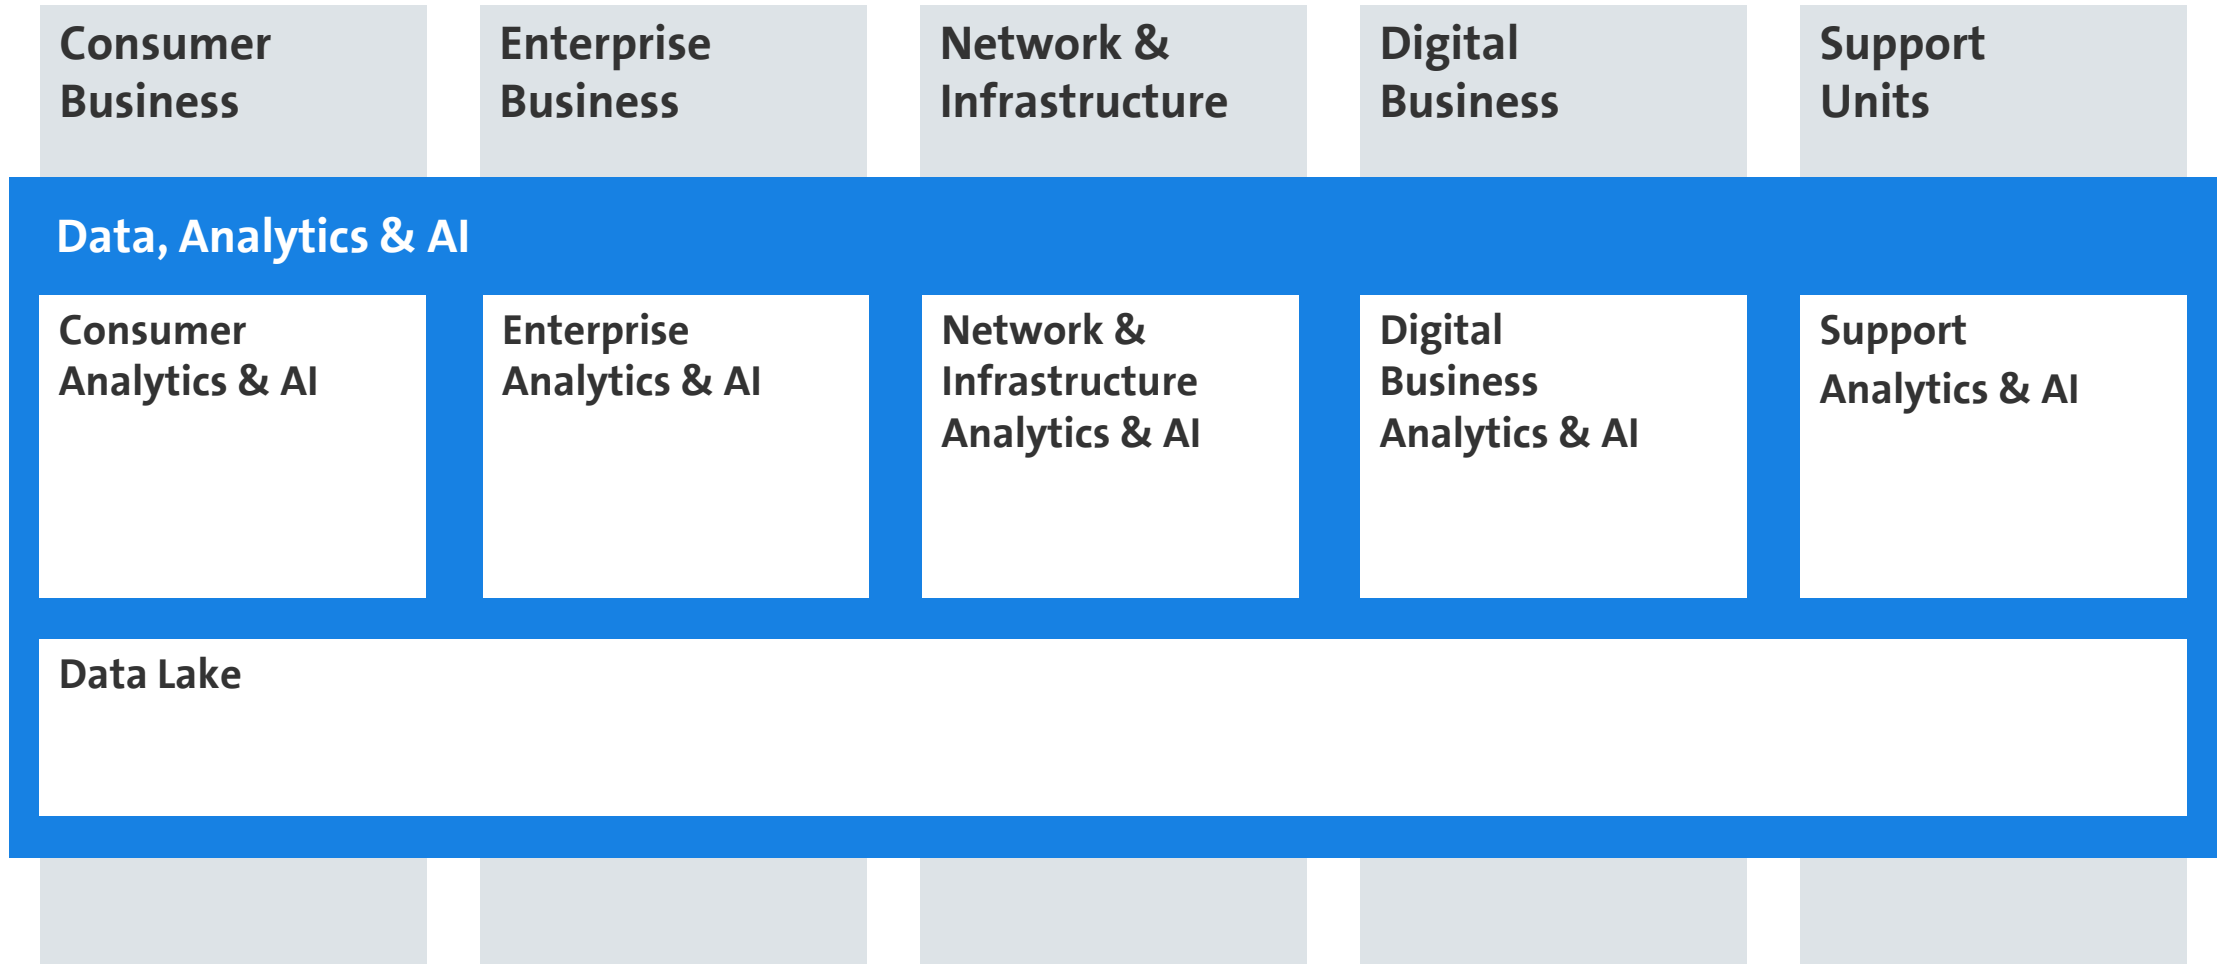 Consumer
Business
Enterprise
Business
Network &
Infrastructure
Digital
Business
Support
Units
Data, Analytics & AI
Consumer
Analytics & AI
Enterprise
Analytics & AI
Network &
Infrastructure
Analytics & AI
Digital
Business
Analytics & AI
Support
Analytics & AI
Data Lake